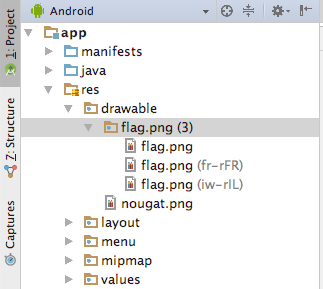 Android
1: Project
app
manifests
java
res
drawable
flag.png (3)
flag.png
flag.png (fr-rFR)
flag.png (iw-rIL)
nougat.png
layout
menu
mipmap
values
Z: Structure
Captures